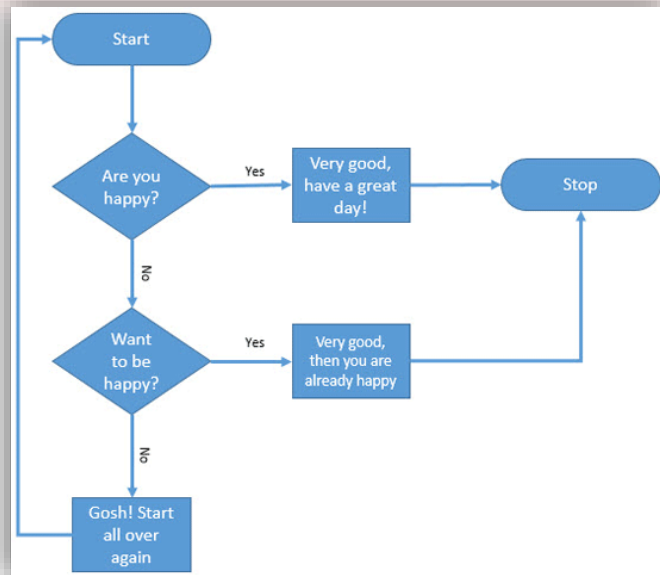 Start
Are you
happy?
Yes
Very good,
have a great
day!
Stop
No
Want
to be
happy?
Yes
Very good,
then you are
already happy
No
Gosh! Start
all over
again